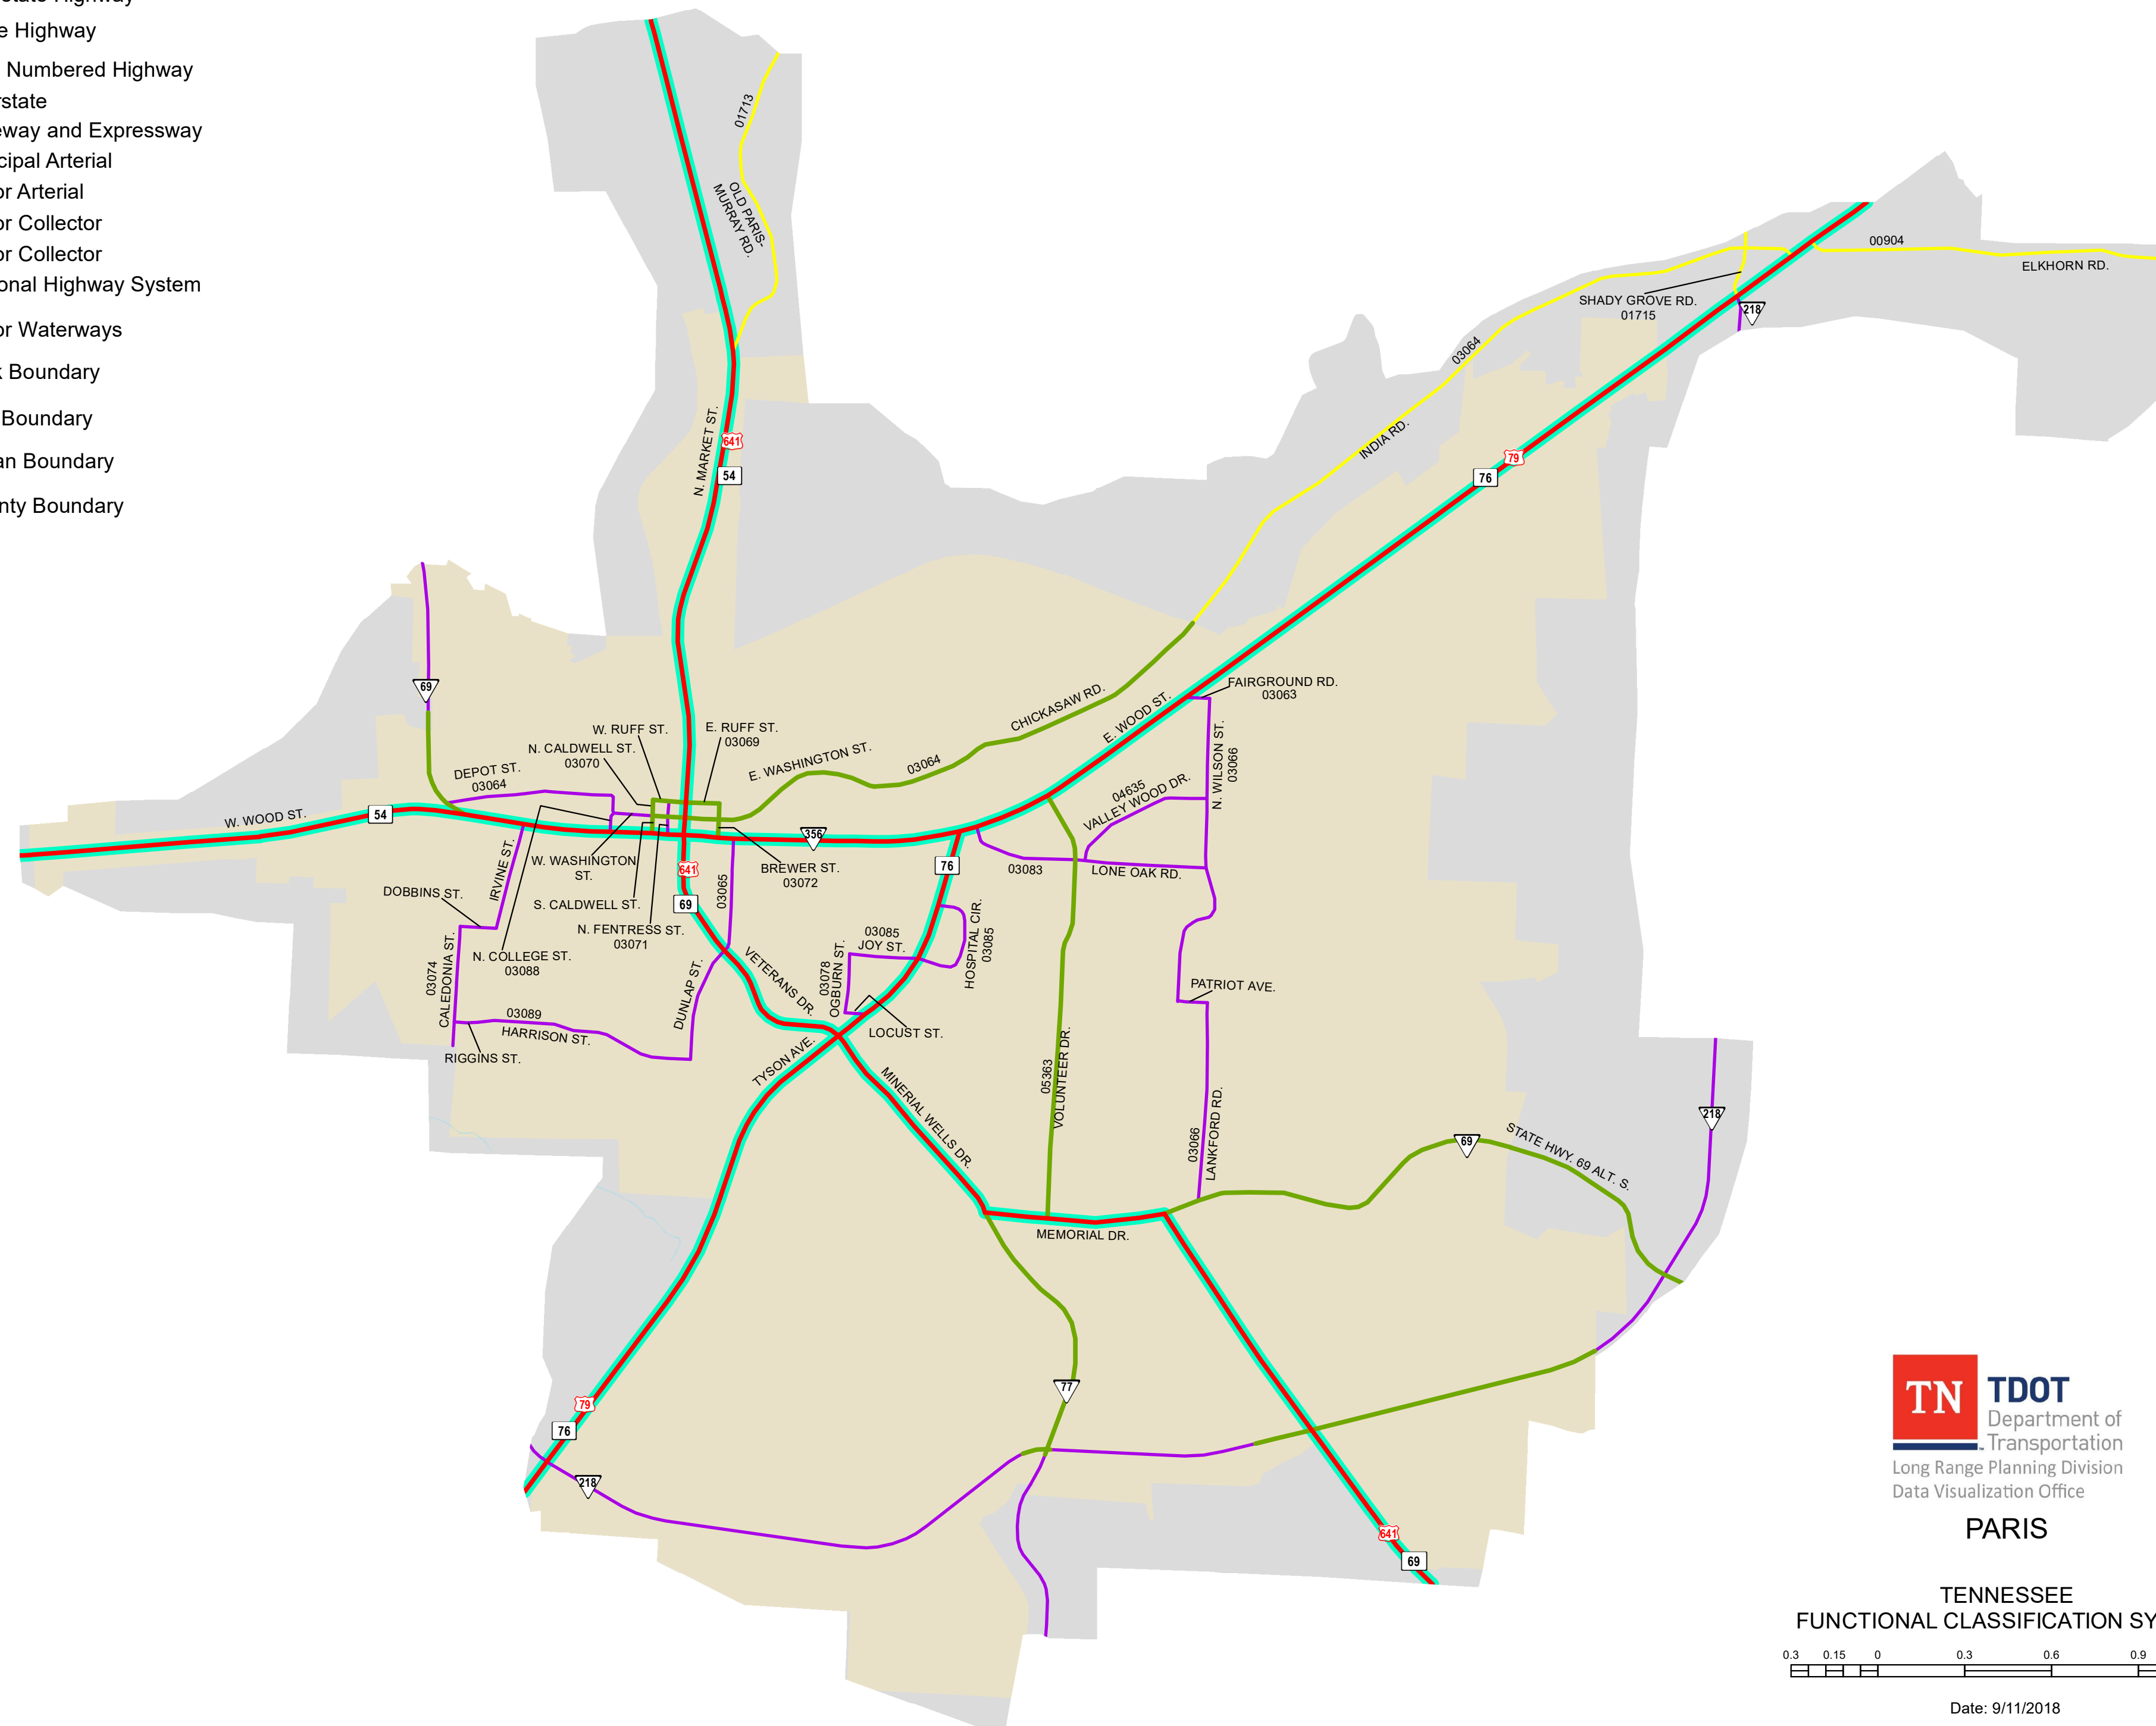 state Highway
e Highway
Numbered Highway
rstate
eway and Expressway
cipal Arterial
or Arterial
or Collector
or Collector
onal Highway System
or Waterways
k Boundary
Boundary
an Boundary
nty Boundary
01713
OLD PARIS-
MURRAY RD.
N. MARKET ST.
641
54
00904
ELKHORN RD.
SHADY GROVE RD.
01715
218
03064
INDIA RD.
79
76
69
FAIRGROUND RD.
03063
CHICKASAW RD.
E. WOOD ST.
W. RUFF ST.
E. RUFF ST.
03069
N. CALDWELL ST.
03070
E. WASHINGTON ST.
03064
N. WILSON ST.
03066
DEPOT ST.
03064
04635
VALLEY WOOD DR.
W. WOOD ST.
54
356
W. WASHINGTON
ST.
BREWER ST.
03072
641
76
03083
LONE OAK RD.
IRVINE ST.
DOBBINS ST.
S. CALDWELL ST.
69
03065
N. FENTRESS ST.
03071
03085
JOY ST.
HOSPITAL CIR.
03085
N. COLLEGE ST.
03088
03074
CALEDONIA ST.
VETERANS DR.
03078
OGBURN ST.
DUNLAP ST.
PATRIOT AVE.
03089
HARRISON ST.
RIGGINS ST.
LOCUST ST.
TYSON AVE.
MINERIAL WELLS DR.
05363
VOLUNTEER DR.
03066
LANKFORD RD.
218
69
STATE HWY. 69 ALT. S.
MEMORIAL DR.
77
79
76
218
641
69
TN
TDOT
Department of
Transportation
Long Range Planning Division
Data Visualization Office
PARIS
TENNESSEE
FUNCTIONAL CLASSIFICATION SY
0.3 0.15 0 0.3 0.6 0.9
Date: 9/11/2018